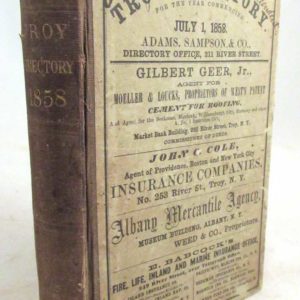 TROY
DIRECTORY
1858
TROY DIRECTORY
FOR THE YEAR COMMENCING
JULY 1, 1858.
ADAMS, SAMPSON & CO.,
DIRECTORY OFFICE, 211 RIVER STREET.
GILBERT GEER, Jr.,
AGENT FOR
MOELLER & LOUCKS, PROPRIETORS OF WEST'S PATENT
CEMENT FOR ROOFING.
Market Bank Building, River Street, Troy, N. Y.
COMMISSIONER OF DEEDS.
JOHN C. COLE,
Agent of Providence, Boston and New York City
INSURANCE COMPANIES,
No. 253 River St., Troy, N. Y.
Albany Mercantile Agency,
MUSEUM BUILDING, ALBANY, N. Y.
WEED & CO., Proprietors.
E. BABCOCK'S
FIRE, LIFE, INLAND AND MARINE INSURANCE OFFICE,